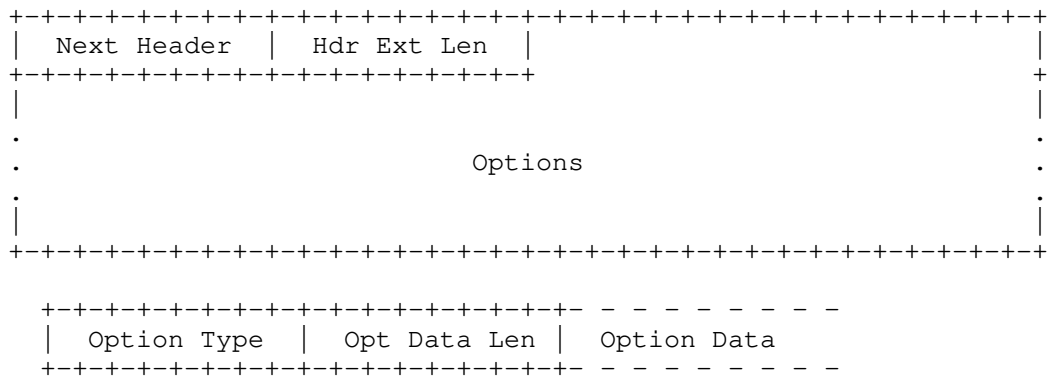 +-+-+-+-+-+-+-+-+-+-+-+-+-+-+-+-+-+-+-+-+-+-+-+-+-+-+-+-+-+-+-+-+
|  Next Header  |  Hdr Ext Len  |                               |
+-+-+-+-+-+-+-+-+-+-+-+-+-+-+-+-+                               +
|                                                               |
.                                                               .
.                            Options                            .
.                                                               .
|                                                               |
+-+-+-+-+-+-+-+-+-+-+-+-+-+-+-+-+-+-+-+-+-+-+-+-+-+-+-+-+-+-+-+-+
+-+-+-+-+-+-+-+-+-+-+-+-+-+-+-+-+- - - - - - - - -
|  Option Type  |  Opt Data Len |  Option Data
+-+-+-+-+-+-+-+-+-+-+-+-+-+-+-+-+- - - - - - - - -